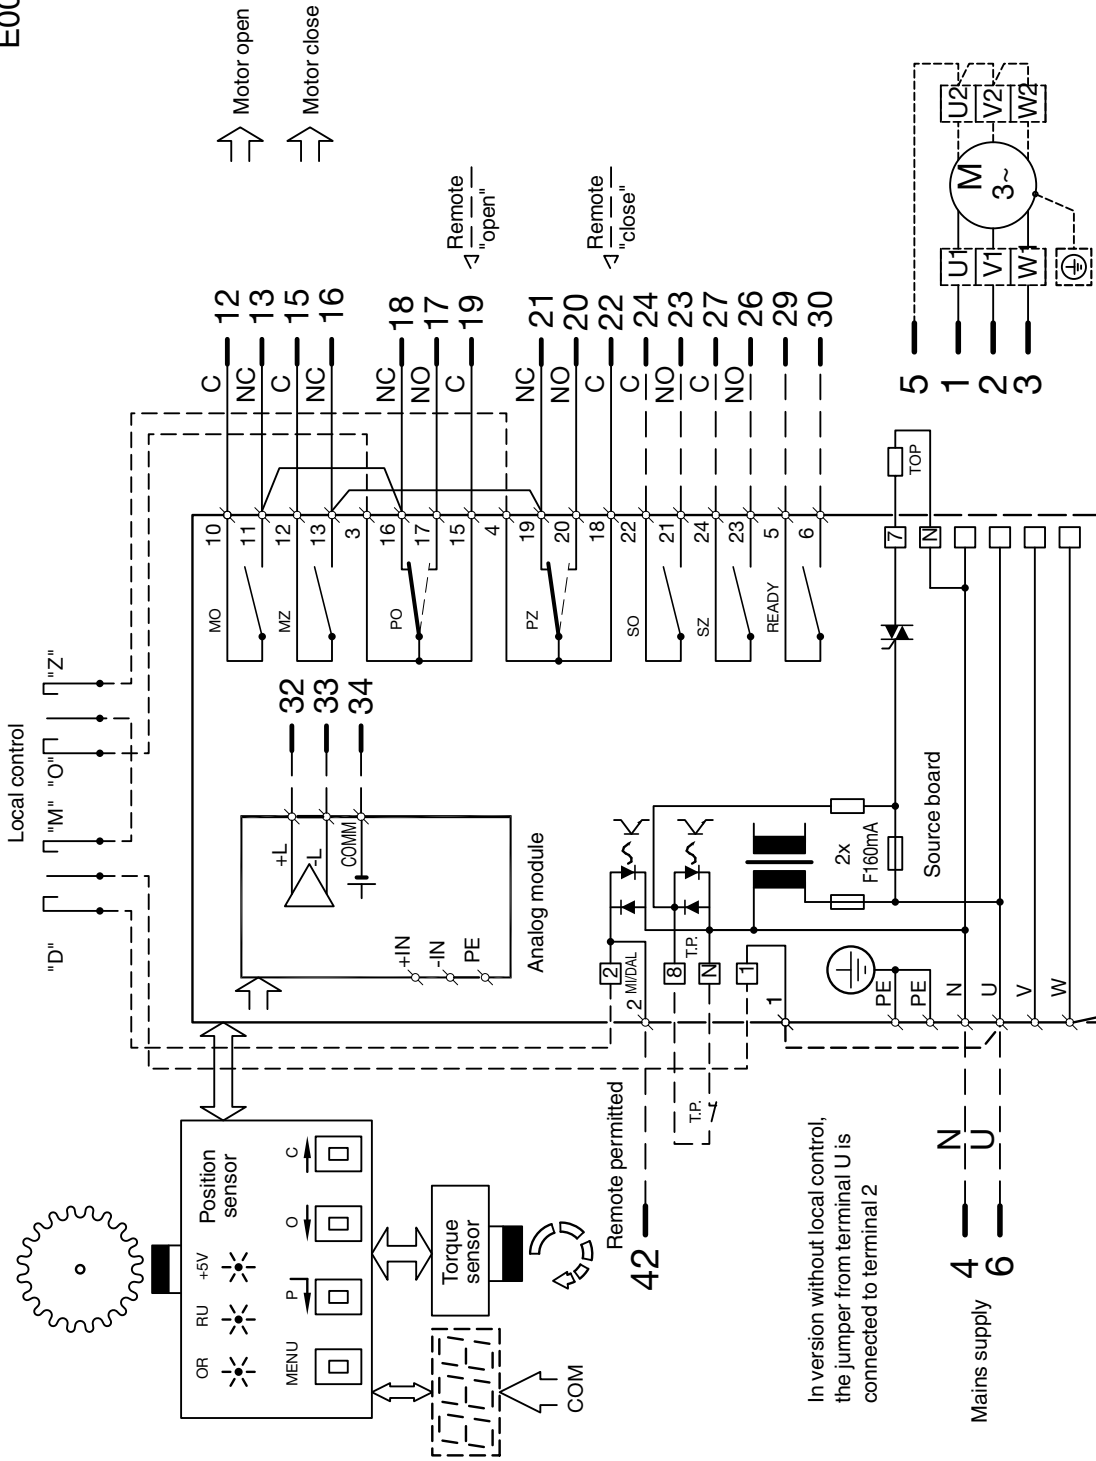 E00
Motor open
Motor close
Remote
"open"
Remote
"close"
Local control
"D"
"M"
"O"
"Z"
C
12
NC
13
C
15
NC
16
NC
18
NO
17
C
19
NC
21
NO
20
C
22
C
24
NO
23
C
27
NO
26
29
30
10
11
12
13
3
16
17
15
4
19
20
18
22
21
24
23
5
6
MO
MZ
PO
PZ
SO
SZ
READY
+L
32
-L
33
COMM
34
+IN
-IN
PE
Analog module
Position
sensor
OR
RU
+5V
MENU
P
O
C
Torque
sensor
COM
Remote permitted
42
2
2 MI/DAL
8
T.P.
N
1
1
T.P.
2x
F160mA
Source board
7
N
TOP
PE
PE
N
U
V
W
In version without local control,
the jumper from terminal U is
connected to terminal 2
Mains supply
4
N
6
U
5
1
2
3
U1
V1
W1
M
3~
U2
V2
W2